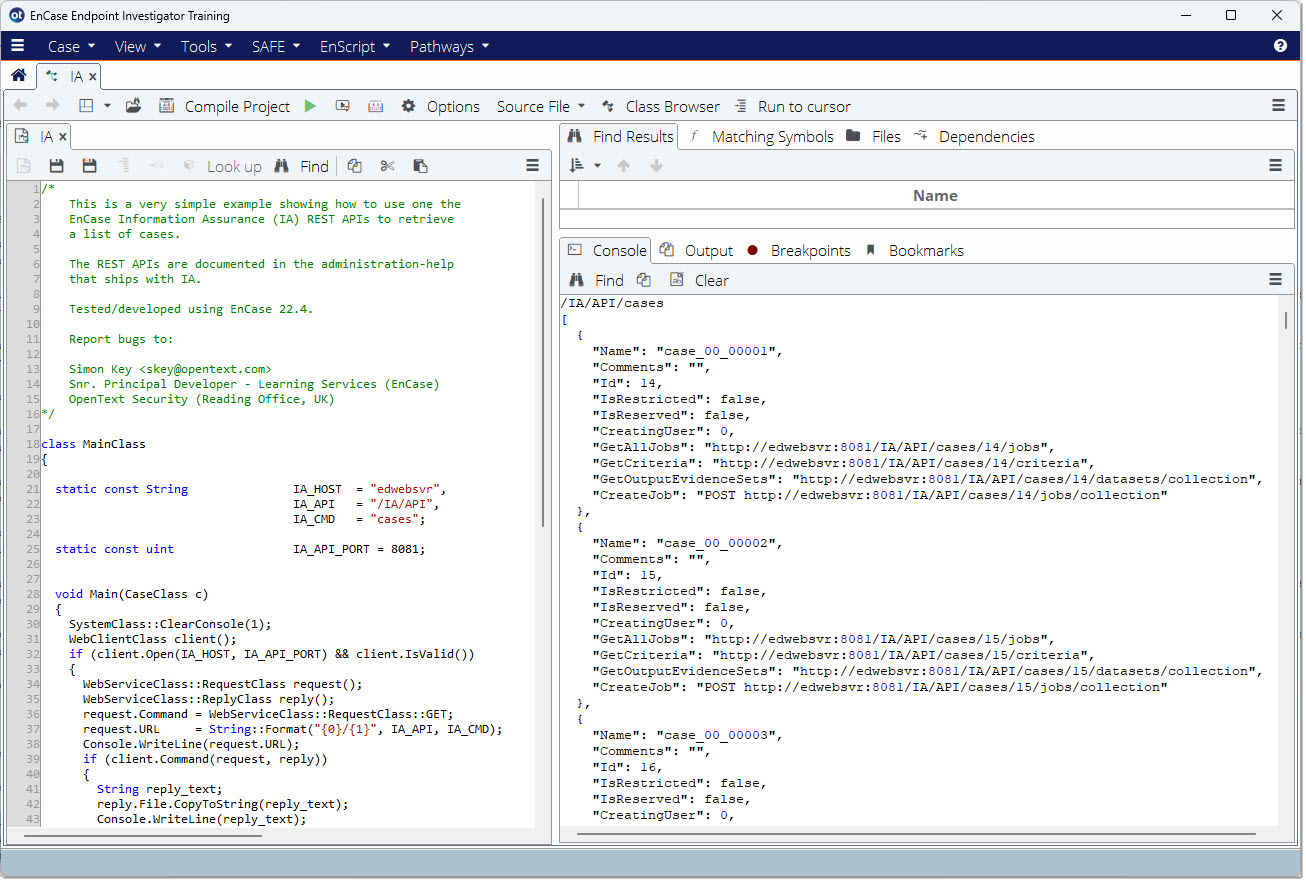 EnCase Endpoint Investigator Training
Case View Tools SAFE EnScript Pathways
IA
Compile Project Options Source File Class Browser Run to cursor
IA
Look up Find
1 /*
2 This is a very simple example showing how to use one the
3 EnCase Information Assurance (IA) REST APIs to retrieve
4 a list of cases.
5
6 The REST APIs are documented in the administration-help
7 that ships with IA.
8
9 Tested/developed using EnCase 22.4.
10
11 Report bugs to:
12
13 Simon Key <skey@opentext.com>
14 Snr. Principal Developer - Learning Services (EnCase)
15 OpenText Security (Reading Office, UK)
16 */
17
18 class MainClass
19 {
20
21 static const String IA_HOST = "edwebsvr",
22 IA_API = "/IA/API",
23 IA_CMD = "cases";
24
25 static const uint IA_API_PORT = 8081;
26
27
28 void Main(CaseClass c)
29 {
30 SystemClass::ClearConsole(1);
31 WebClientClass client();
32 if (client.Open(IA_HOST, IA_API_PORT) && client.IsValid())
33 {
34 WebServiceClass::RequestClass request();
35 WebServiceClass::ReplyClass reply();
36 request.Command = WebServiceClass::RequestClass::GET;
37 request.URL = String::Format("{0}/{1}", IA_API, IA_CMD);
38 Console.WriteLine(request.URL);
39 if (client.Command(request, reply))
40 {
41 String reply_text;
42 reply.File.CopyToString(reply_text);
43 Console.WriteLine(reply_text);
Find Results Matching Symbols Files Dependencies
Name
Console Output Breakpoints Bookmarks
Find Clear
/IA/API/cases
[
{
"Name": "case_00_00001",
"Comments": "",
"Id": 14,
"IsRestricted": false,
"IsReserved": false,
"CreatingUser": 0,
"GetAllJobs": "http://edwebsvr:8081/IA/API/cases/14/jobs",
"GetCriteria": "http://edwebsvr:8081/IA/API/cases/14/criteria",
"GetOutputEvidenceSets": "http://edwebsvr:8081/IA/API/cases/14/datasets/collection",
"CreateJob": "POST http://edwebsvr:8081/IA/API/cases/14/jobs/collection"
},
{
"Name": "case_00_00002",
"Comments": "",
"Id": 15,
"IsRestricted": false,
"IsReserved": false,
"CreatingUser": 0,
"GetAllJobs": "http://edwebsvr:8081/IA/API/cases/15/jobs",
"GetCriteria": "http://edwebsvr:8081/IA/API/cases/15/criteria",
"GetOutputEvidenceSets": "http://edwebsvr:8081/IA/API/cases/15/datasets/collection",
"CreateJob": "POST http://edwebsvr:8081/IA/API/cases/15/jobs/collection"
},
{
"Name": "case_00_00003",
"Comments": "",
"Id": 16,
"IsRestricted": false,
"IsReserved": false,
"CreatingUser": 0,